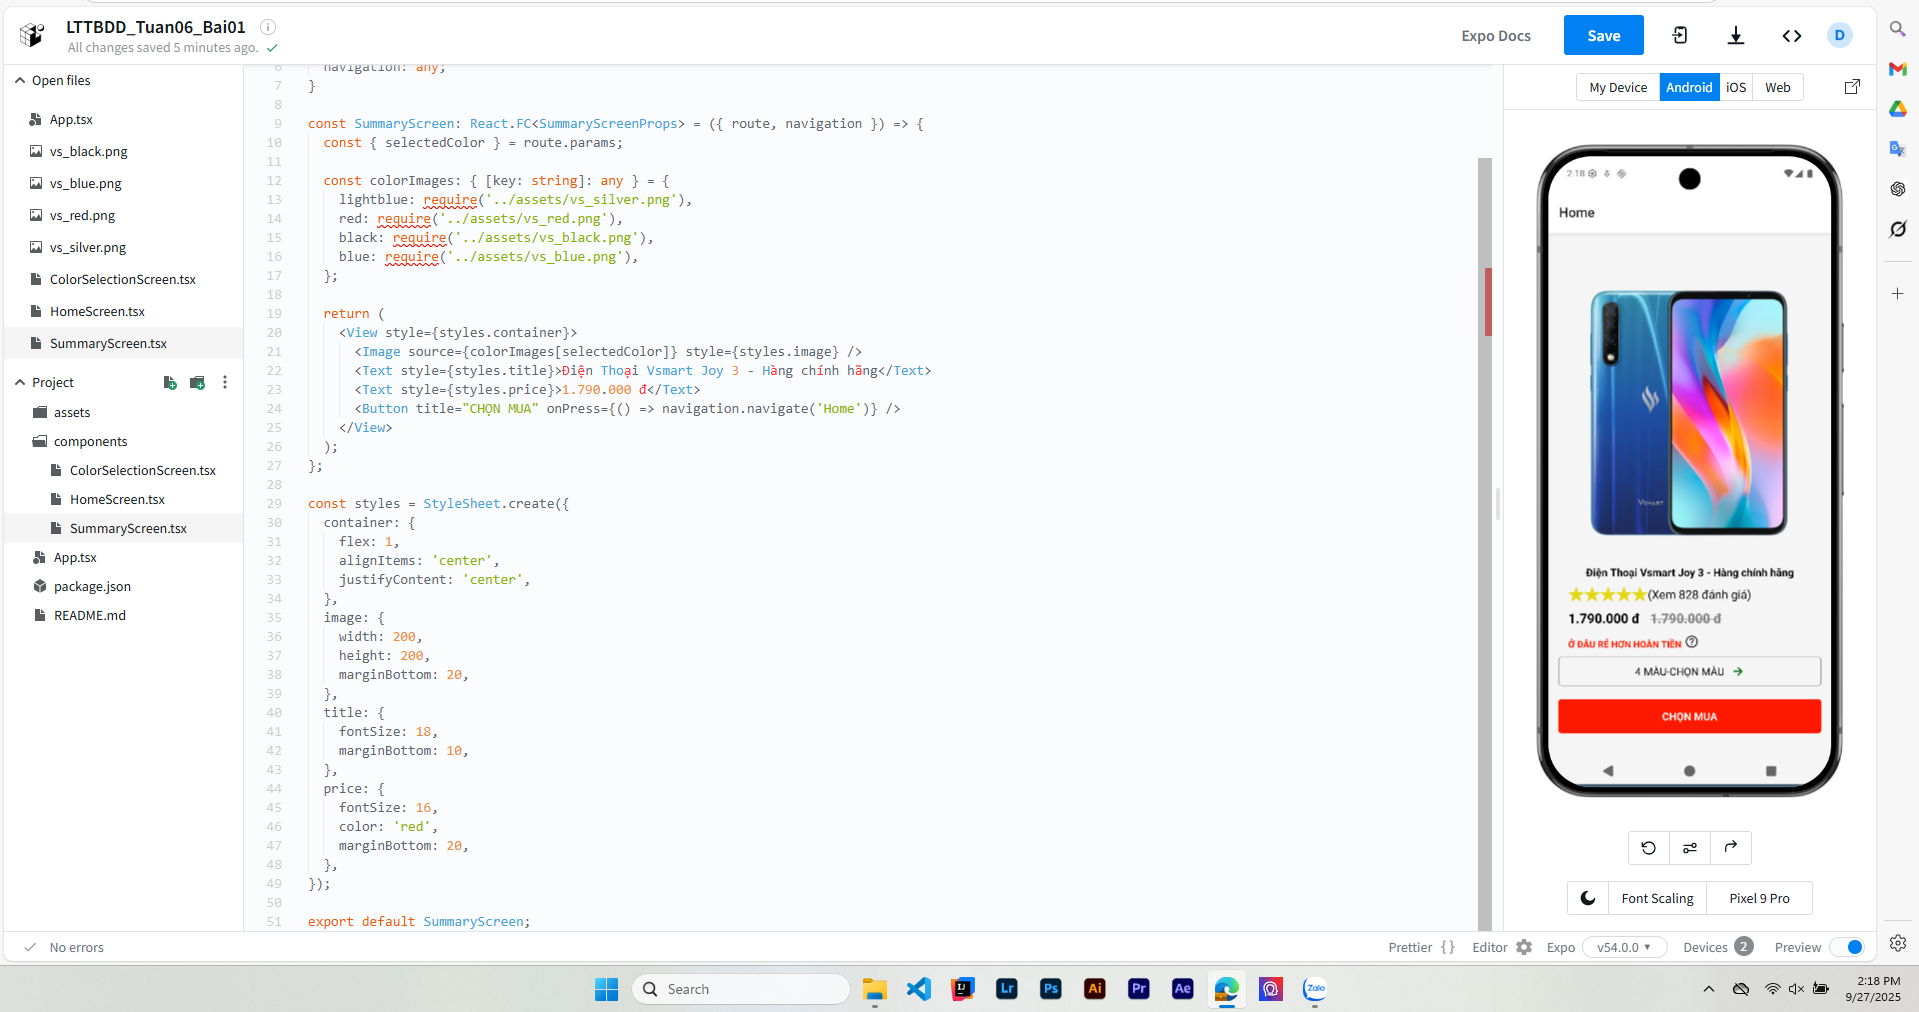 LTTBDD_Tuan06_Bai01
All changes saved 5 minutes ago.
Expo Docs
Save
D
Open files
App.tsx
vs_black.png
vs_blue.png
vs_red.png
vs_silver.png
ColorSelectionScreen.tsx
HomeScreen.tsx
SummaryScreen.tsx
Project
assets
components
ColorSelectionScreen.tsx
HomeScreen.tsx
SummaryScreen.tsx
App.tsx
package.json
README.md
6 navigation: any;
7 }
8
9 const SummaryScreen: React.FC<SummaryScreenProps> = ({ route, navigation }) => {
10 const { selectedColor } = route.params;
11
12 const colorImages: { [key: string]: any } = {
13 lightblue: require('../assets/vs_silver.png'),
14 red: require('../assets/vs_red.png'),
15 black: require('../assets/vs_black.png'),
16 blue: require('../assets/vs_blue.png'),
17 };
18
19 return (
20 <View style={styles.container}>
21 <Image source={colorImages[selectedColor]} style={styles.image} />
22 <Text style={styles.title}>Điện Thoại Vsmart Joy 3 - Hàng chính hãng</Text>
23 <Text style={styles.price}>1.790.000 đ</Text>
24 <Button title="CHỌN MUA" onPress={() => navigation.navigate('Home')} />
25 </View>
26 );
27 };
28
29 const styles = StyleSheet.create({
30 container: {
31 flex: 1,
32 alignItems: 'center',
33 justifyContent: 'center',
34 },
35 image: {
36 width: 200,
37 height: 200,
38 marginBottom: 20,
39 },
40 title: {
41 fontSize: 18,
42 marginBottom: 10,
43 },
44 price: {
45 fontSize: 16,
46 color: 'red',
47 marginBottom: 20,
48 },
49 });
50
51 export default SummaryScreen;
My Device Android iOS Web
2:18
Home
VSMART
Điện Thoại Vsmart Joy 3 - Hàng chính hãng
(Xem 828 đánh giá)
1.790.000 đ 1.790.000 đ
Ở ĐÂU RẺ HƠN HOÀN TIỀN
4 MÀU-CHỌN MÀU
CHỌN MUA
Font Scaling Pixel 9 Pro
No errors
Prettier { } Editor Expo v54.0.0 Devices 2 Preview
Search
Lr Ps Ai Pr Ae Zalo
2:18 PM
9/27/2025